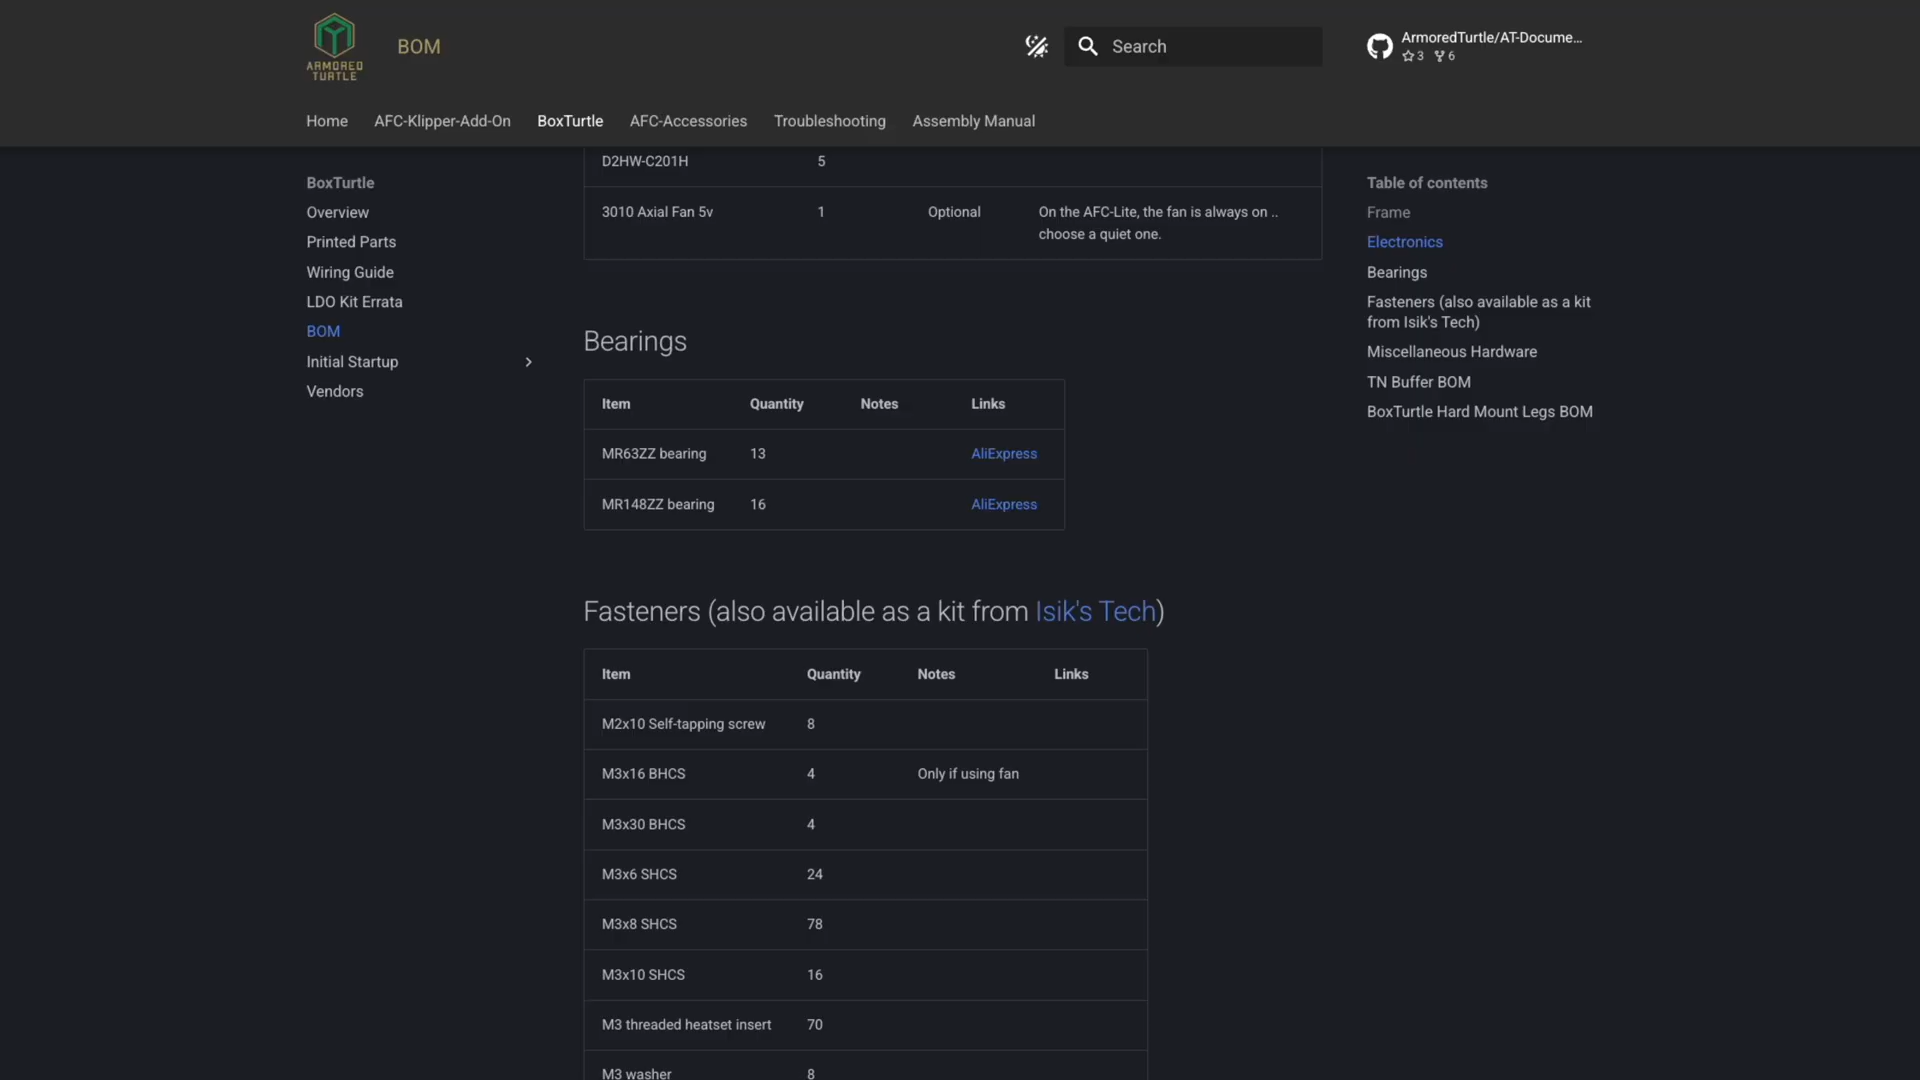 ARMORED
TURTLE
BOM
Search
ArmoredTurtle/AT-Docume...
3 6
Home AFC-Klipper-Add-On BoxTurtle AFC-Accessories Troubleshooting Assembly Manual
BoxTurtle
Overview
Printed Parts
Wiring Guide
LDO Kit Errata
BOM
Initial Startup
Vendors
D2HW-C201H 5
3010 Axial Fan 5v 1 Optional On the AFC-Lite, the fan is always on ..
choose a quiet one.
Bearings
Item Quantity Notes Links
MR63ZZ bearing 13 AliExpress
MR148ZZ bearing 16 AliExpress
Fasteners (also available as a kit from Isik's Tech)
Item Quantity Notes Links
M2x10 Self-tapping screw 8
M3x16 BHCS 4 Only if using fan
M3x30 BHCS 4
M3x6 SHCS 24
M3x8 SHCS 78
M3x10 SHCS 16
M3 threaded heatset insert 70
M3 washer 8
Table of contents
Frame
Electronics
Bearings
Fasteners (also available as a kit
from Isik's Tech)
Miscellaneous Hardware
TN Buffer BOM
BoxTurtle Hard Mount Legs BOM